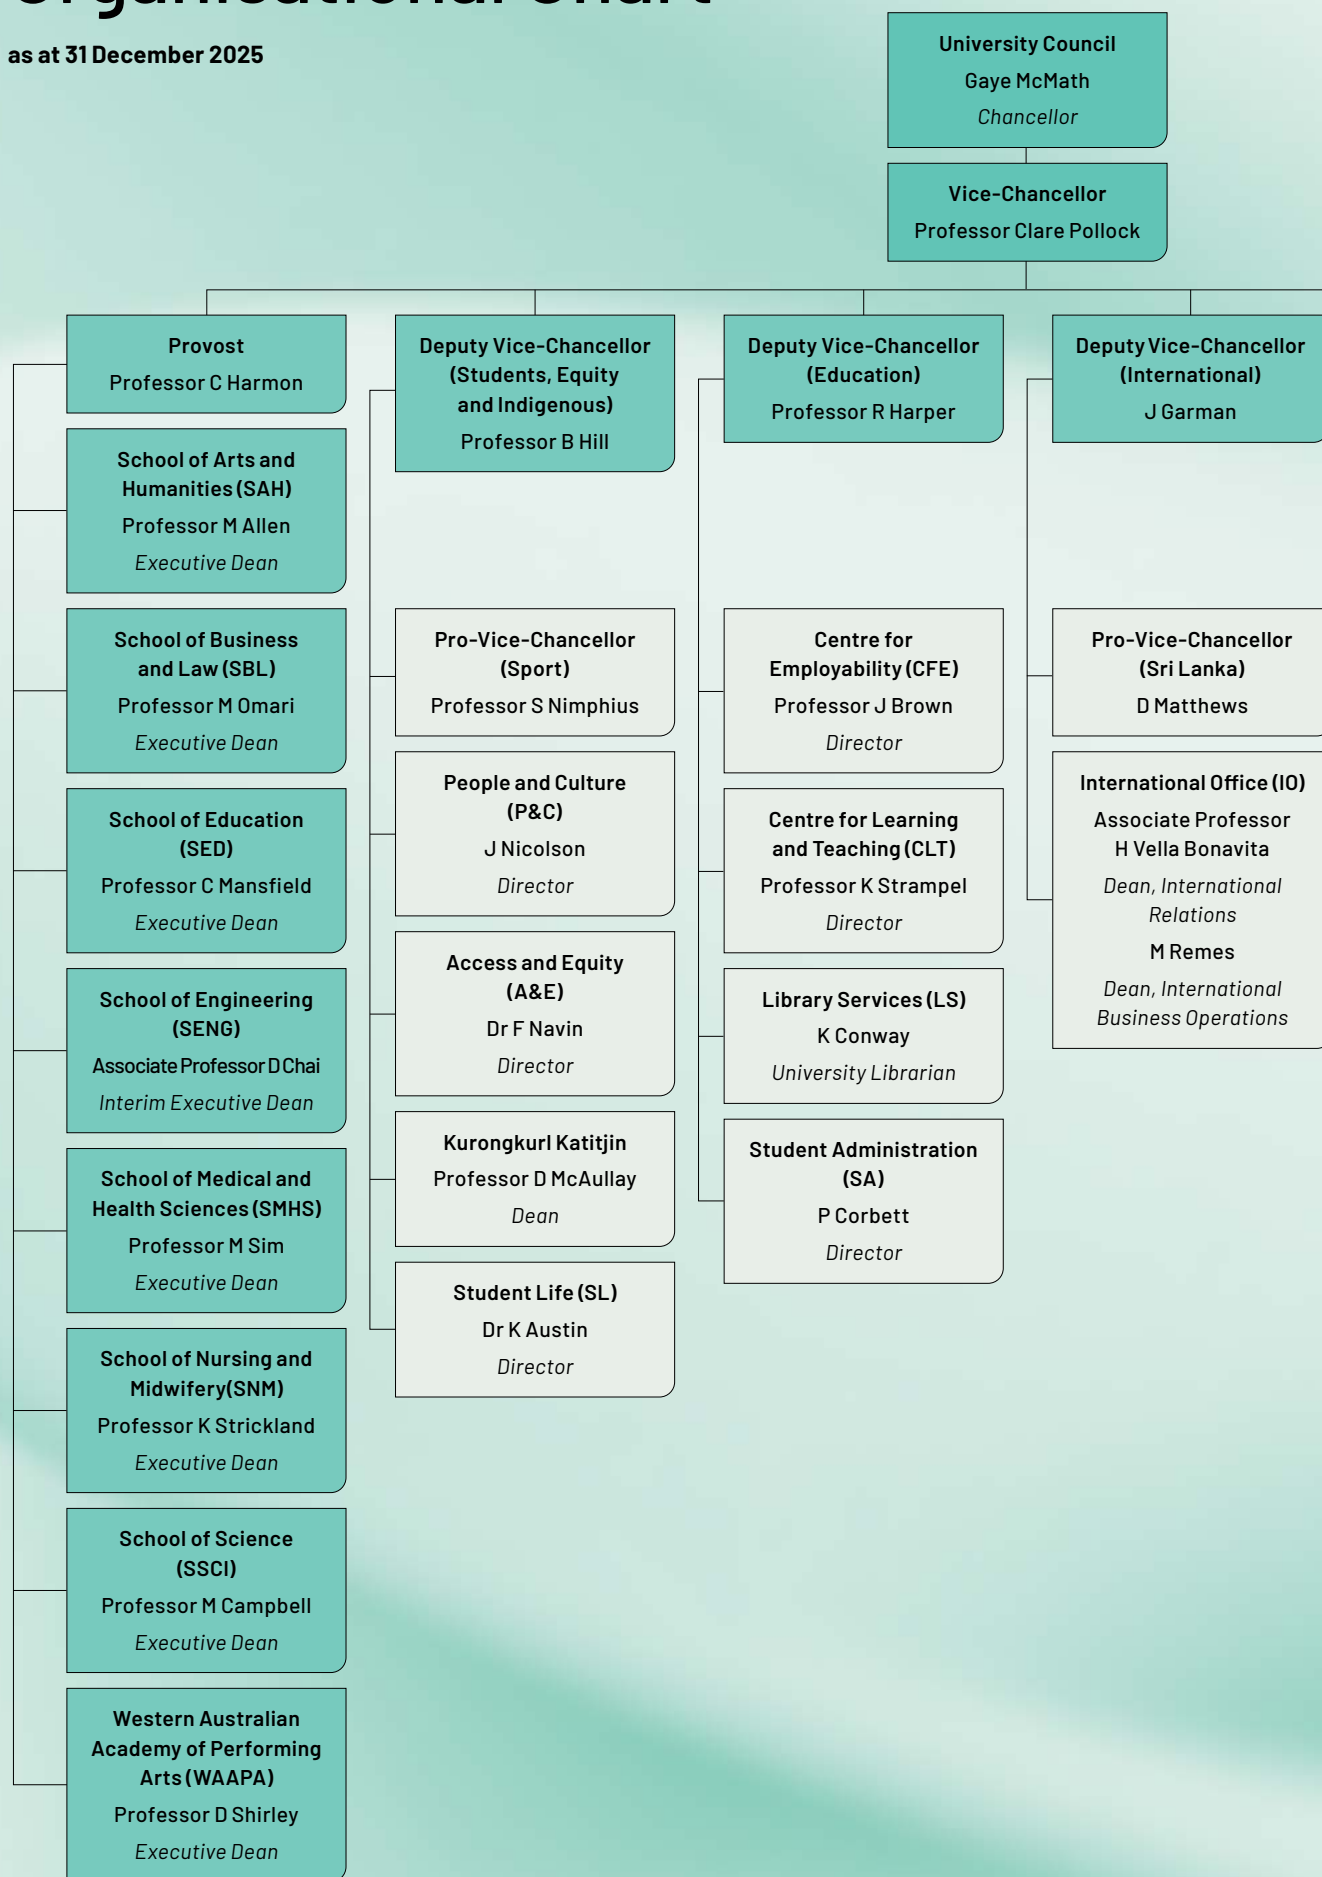 Organisational Chart
as at 31 December 2025
University Council
Gaye McMath
Chancellor
Vice-Chancellor
Professor Clare Pollock
Provost
Professor C Harmon
School of Arts and
Humanities (SAH)
Professor M Allen
Executive Dean
School of Business
and Law (SBL)
Professor M Omari
Executive Dean
School of Education
(SED)
Professor C Mansfield
Executive Dean
School of Engineering
(SENG)
Associate Professor D Chai
Interim Executive Dean
School of Medical and
Health Sciences (SMHS)
Professor M Sim
Executive Dean
School of Nursing and
Midwifery(SNM)
Professor K Strickland
Executive Dean
School of Science
(SSCI)
Professor M Campbell
Executive Dean
Western Australian
Academy of Performing
Arts (WAAPA)
Professor D Shirley
Executive Dean
Deputy Vice-Chancellor
(Students, Equity
and Indigenous)
Professor B Hill
Pro-Vice-Chancellor
(Sport)
Professor S Nimphius
People and Culture
(P&C)
J Nicolson
Director
Access and Equity
(A&E)
Dr F Navin
Director
Kurongkurl Katitjin
Professor D McAullay
Dean
Student Life (SL)
Dr K Austin
Director
Deputy Vice-Chancellor
(Education)
Professor R Harper
Centre for
Employability (CFE)
Professor J Brown
Director
Centre for Learning
and Teaching (CLT)
Professor K Strampel
Director
Library Services (LS)
K Conway
University Librarian
Student Administration
(SA)
P Corbett
Director
Deputy Vice-Chancellor
(International)
J Garman
Pro-Vice-Chancellor
(Sri Lanka)
D Matthews
International Office (IO)
Associate Professor
H Vella Bonavita
Dean, International
Relations
M Remes
Dean, International
Business Operations